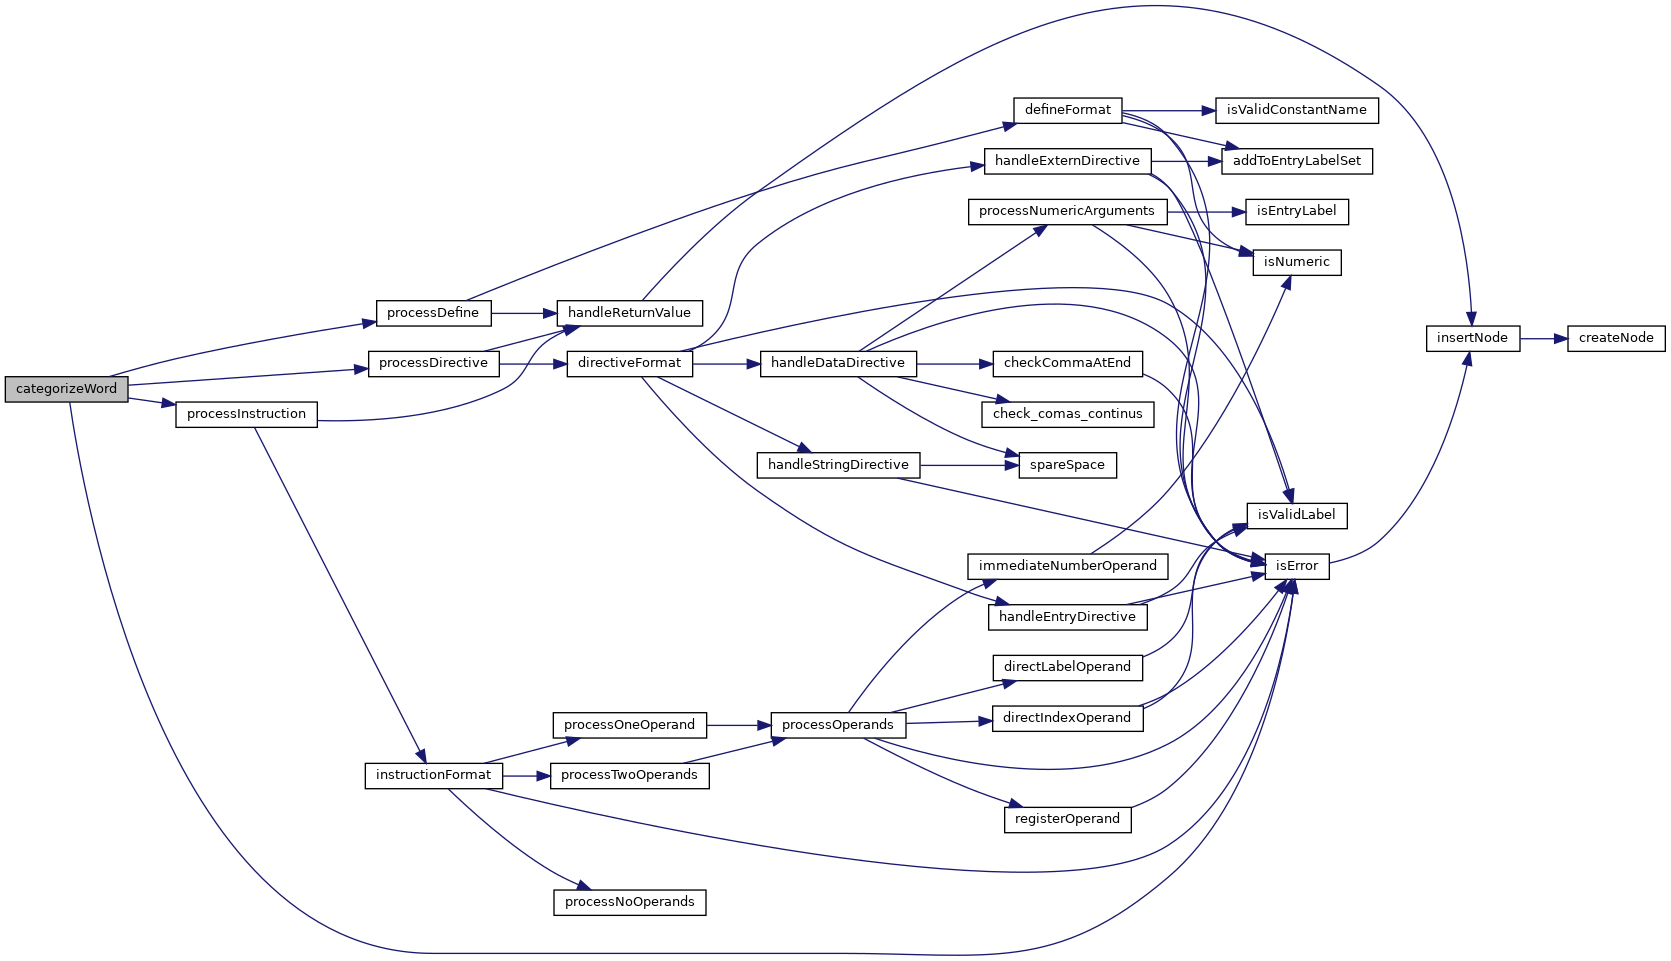 categorizeWord
processDefine
processDirective
processInstruction
handleReturnValue
directiveFormat
instructionFormat
defineFormat
isValidConstantName
handleExternDirective
addToEntryLabelSet
processNumericArguments
isEntryLabel
isNumeric
insertNode
createNode
handleDataDirective
checkCommaAtEnd
check_comas_continus
handleStringDirective
spareSpace
isValidLabel
immediateNumberOperand
isError
handleEntryDirective
directLabelOperand
directIndexOperand
processOneOperand
processOperands
processTwoOperands
registerOperand
processNoOperands